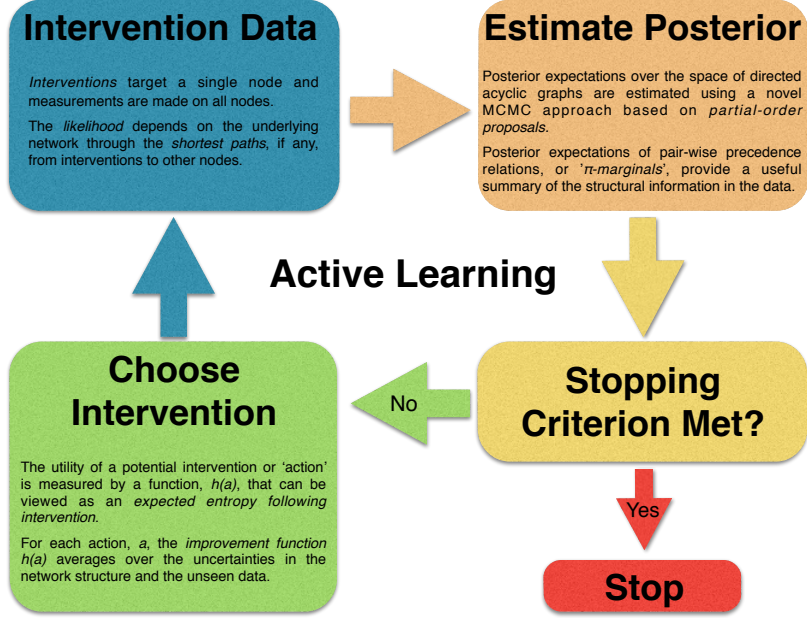 Intervention Data
Interventions target a single node and
measurements are made on all nodes.
The likelihood depends on the underlying
network through the shortest paths, if any,
from interventions to other nodes.
Estimate Posterior
Posterior expectations over the space of directed
acyclic graphs are estimated using a novel
MCMC approach based on partial-order
proposals.
Posterior expectations of pair-wise precedence
relations, or 'π-marginals', provide a useful
summary of the structural information in the data.
Active Learning
Choose
Intervention
The utility of a potential intervention or ‘action’
is measured by a function, h(a), that can be
viewed as an expected entropy following
intervention.
For each action, a, the improvement function
h(a) averages over the uncertainties in the
network structure and the unseen data.
No
Stopping
Criterion Met?
Yes
Stop